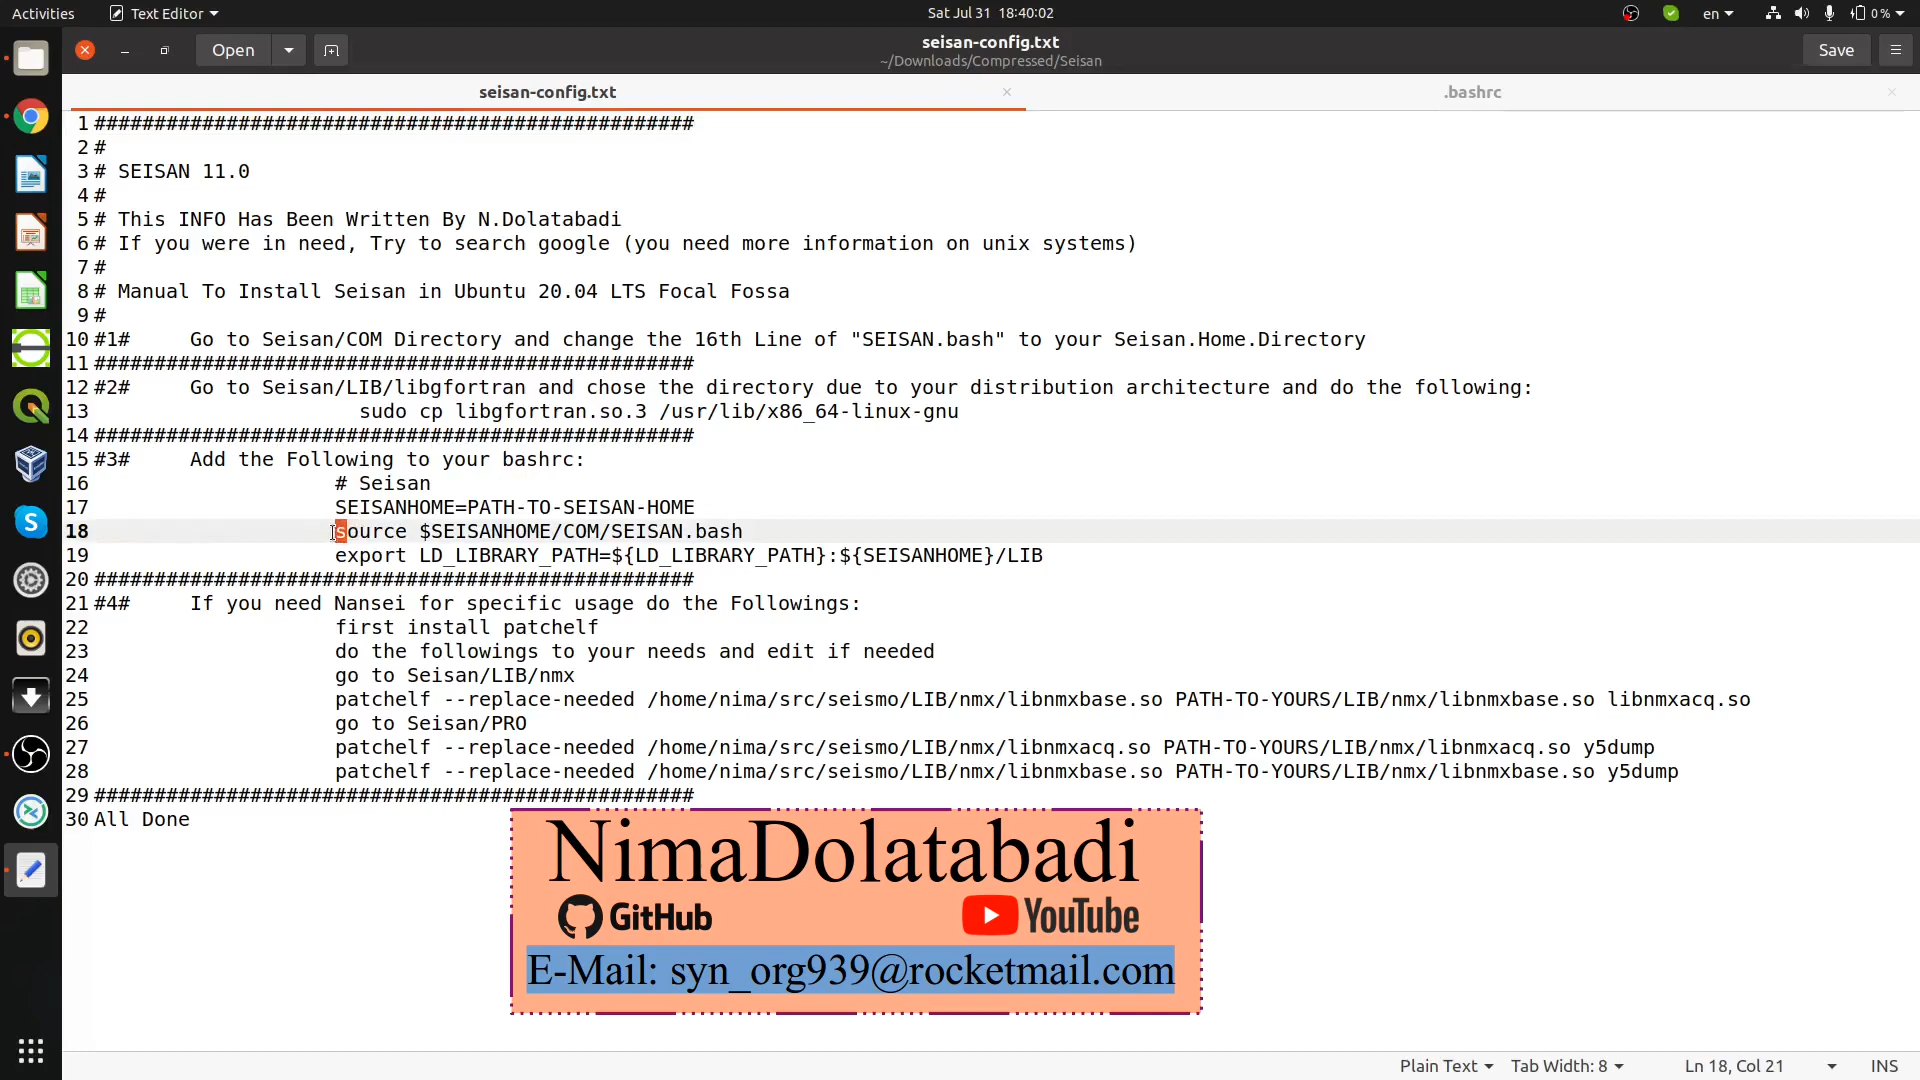 Activities Text Editor Sat Jul 31 18:40:02 en 0 %
Open seisan-config.txt Save
~/Downloads/Compressed/Seisan
seisan-config.txt .bashrc
1 ##################################################
2 #
3 # SEISAN 11.0
4 #
5 # This INFO Has Been Written By N.Dolatabadi
6 # If you were in need, Try to search google (you need more information on unix systems)
7 #
8 # Manual To Install Seisan in Ubuntu 20.04 LTS Focal Fossa
9 #
10 #1# Go to Seisan/COM Directory and change the 16th Line of "SEISAN.bash" to your Seisan.Home.Directory
11 ##################################################
12 #2# Go to Seisan/LIB/libgfortran and chose the directory due to your distribution architecture and do the following:
13 sudo cp libgfortran.so.3 /usr/lib/x86_64-linux-gnu
14 ##################################################
15 #3# Add the Following to your bashrc:
16 # Seisan
17 SEISANHOME=PATH-TO-SEISAN-HOME
18 source $SEISANHOME/COM/SEISAN.bash
19 export LD_LIBRARY_PATH=${LD_LIBRARY_PATH}:${SEISANHOME}/LIB
20 ##################################################
21 #4# If you need Nansei for specific usage do the Followings:
22 first install patchelf
23 do the followings to your needs and edit if needed
24 go to Seisan/LIB/nmx
25 patchelf --replace-needed /home/nima/src/seismo/LIB/nmx/libnmxbase.so PATH-TO-YOURS/LIB/nmx/libnmxbase.so libnmxacq.so
26 go to Seisan/PRO
27 patchelf --replace-needed /home/nima/src/seismo/LIB/nmx/libnmxacq.so PATH-TO-YOURS/LIB/nmx/libnmxacq.so y5dump
28 patchelf --replace-needed /home/nima/src/seismo/LIB/nmx/libnmxbase.so PATH-TO-YOURS/LIB/nmx/libnmxbase.so y5dump
29 ##################################################
30 All Done
NimaDolatabadi
GitHub YouTube
E-Mail: syn_org939@rocketmail.com
Plain Text Tab Width: 8 Ln 18, Col 21 INS